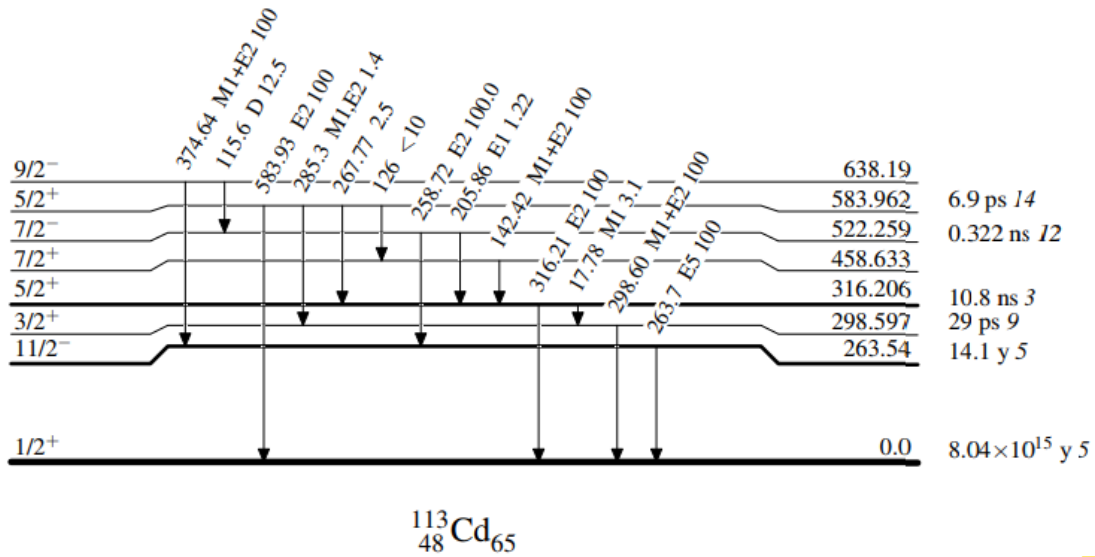 374.64 M1+E2 100
115.6 D 12.5
583.93 E2 100
285.3 M1,E2 1.4
267.77 2.5
126 <10
258.72 E2 100.0
205.86 E1 1.22
142.42 M1+E2 100
316.21 E2 100
17.78 M1 3.1
298.60 M1+E2 100
263.7 E5 100
9/2⁻ 638.19
5/2⁺ 583.962 6.9 ps 14
7/2⁻ 522.259 0.322 ns 12
7/2⁺ 458.633
5/2⁺ 316.206 10.8 ns 3
3/2⁺ 298.597 29 ps 9
11/2⁻ 263.54 14.1 y 5
1/2⁺ 0.0 8.04×10¹⁵ y 5
¹¹³₄₈Cd₆₅